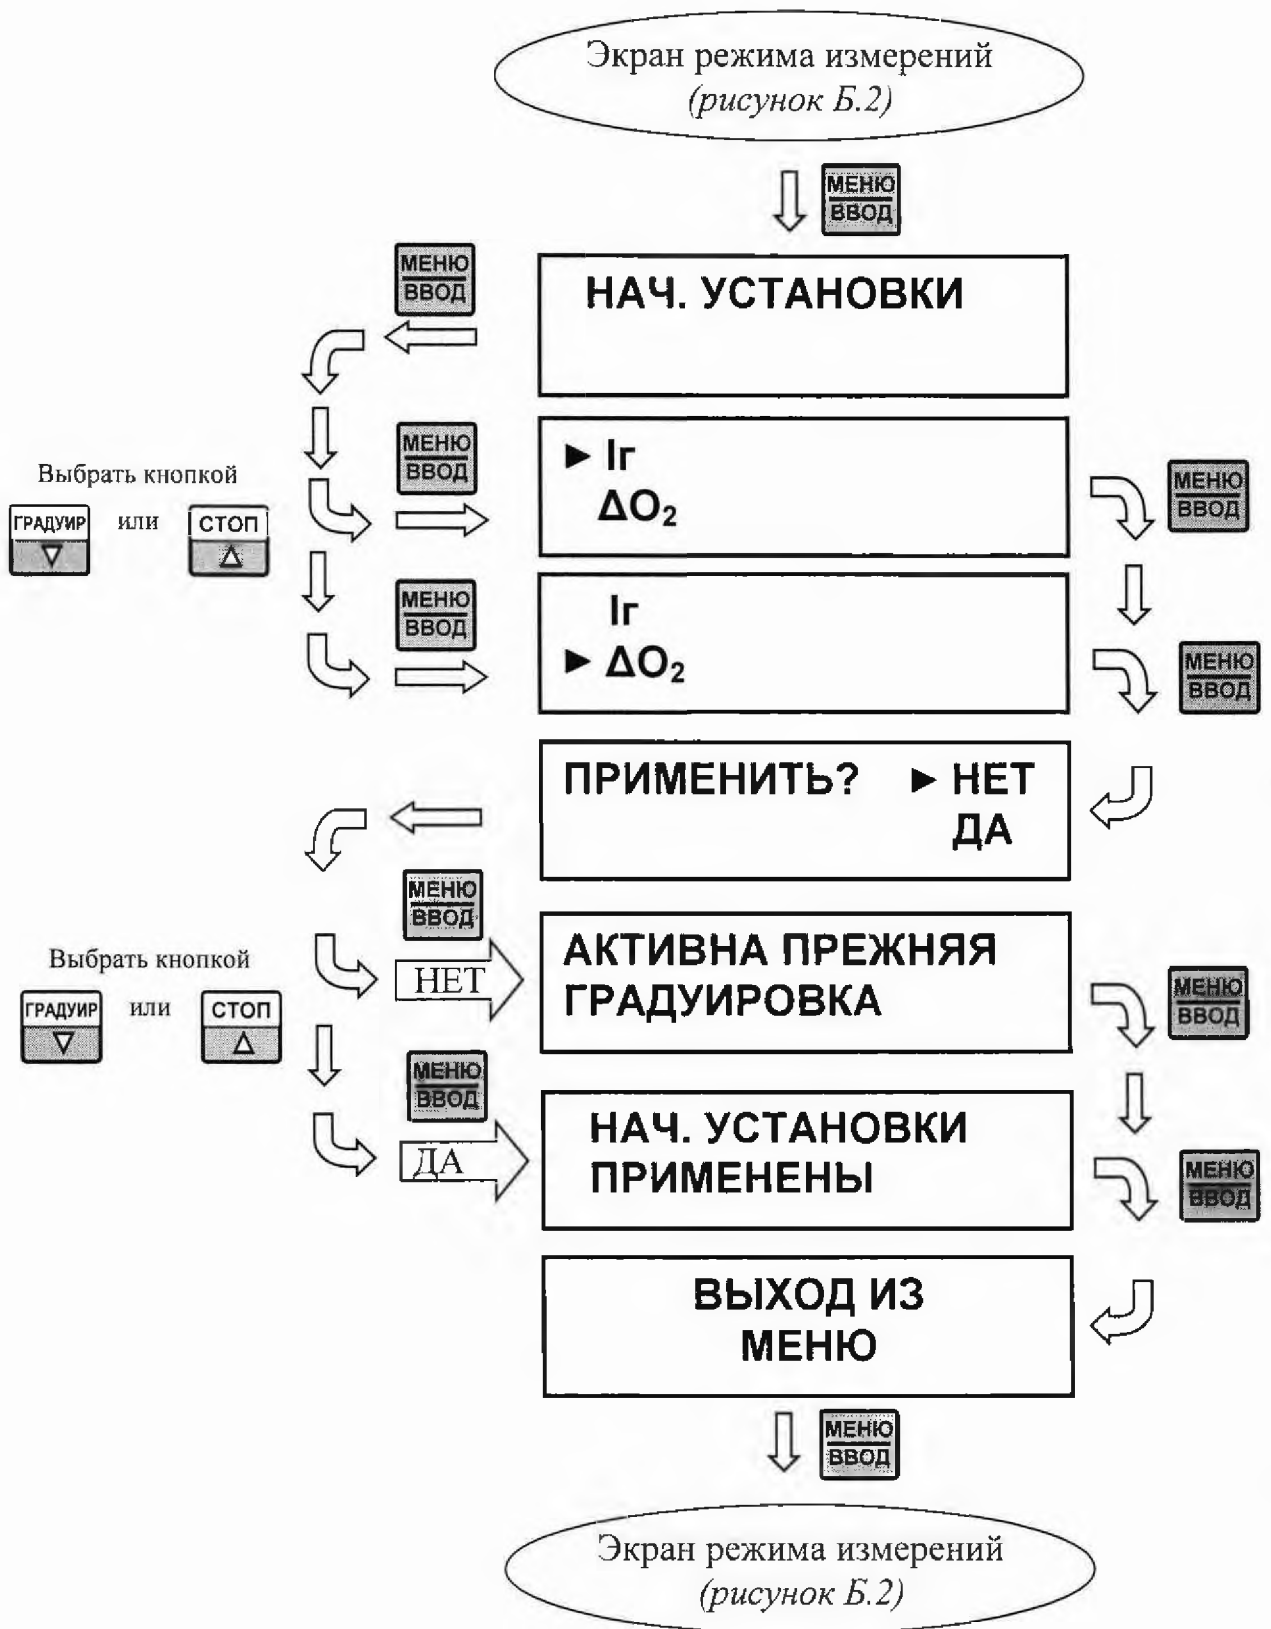 Экран режима измерений
(рисунок Б.2)
МЕНЮ
ВВОД
МЕНЮ
ВВОД
НАЧ. УСТАНОВКИ
МЕНЮ
ВВОД
► Iг
ΔO₂
МЕНЮ
ВВОД
Выбрать кнопкой
ГРАДУИР или СТОП
МЕНЮ
ВВОД
Iг
► ΔO₂
МЕНЮ
ВВОД
ПРИМЕНИТЬ? ► НЕТ
ДА
МЕНЮ
ВВОД
НЕТ
АКТИВНА ПРЕЖНЯЯ
ГРАДУИРОВКА
МЕНЮ
ВВОД
Выбрать кнопкой
ГРАДУИР или СТОП
МЕНЮ
ВВОД
ДА
НАЧ. УСТАНОВКИ
ПРИМЕНЕНЫ
МЕНЮ
ВВОД
ВЫХОД ИЗ
МЕНЮ
МЕНЮ
ВВОД
Экран режима измерений
(рисунок Б.2)